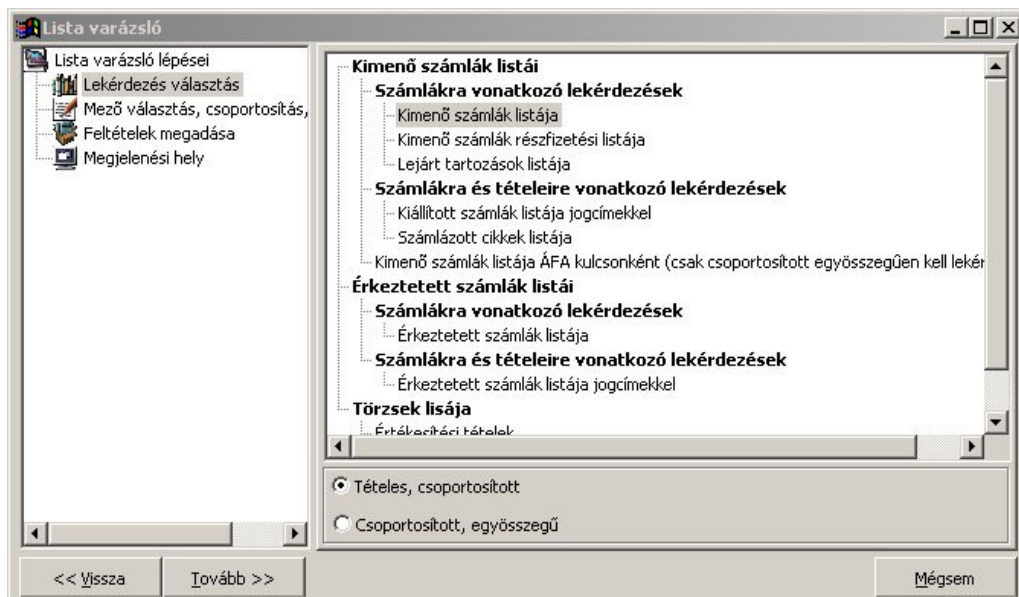 Lista varázsló
Lista varázsló lépései
Lekérdezés választás
Mező választás, csoportosítás,
Feltételek megadása
Megjelenési hely
Kimenő számlák listái
Számlákra vonatkozó lekérdezések
Kimenő számlák listája
Kimenő számlák részfizetési listája
Lejárt tartozások listája
Számlákra és tételeire vonatkozó lekérdezések
Kiállított számlák listája jogcímekkel
Számlázott cikkek listája
Kimenő számlák listája ÁFA kulcsonként (csak csoportosított egyösszegûen kell lekér
Érkeztetett számlák listái
Számlákra vonatkozó lekérdezések
Érkeztetett számlák listája
Számlákra és tételeire vonatkozó lekérdezések
Érkeztetett számlák listája jogcímekkel
Törzsek lisája
Értékesítési tételek
Tételes, csoportosított
Csoportosított, egyösszegű
<< Vissza
Tovább >>
Mégsem